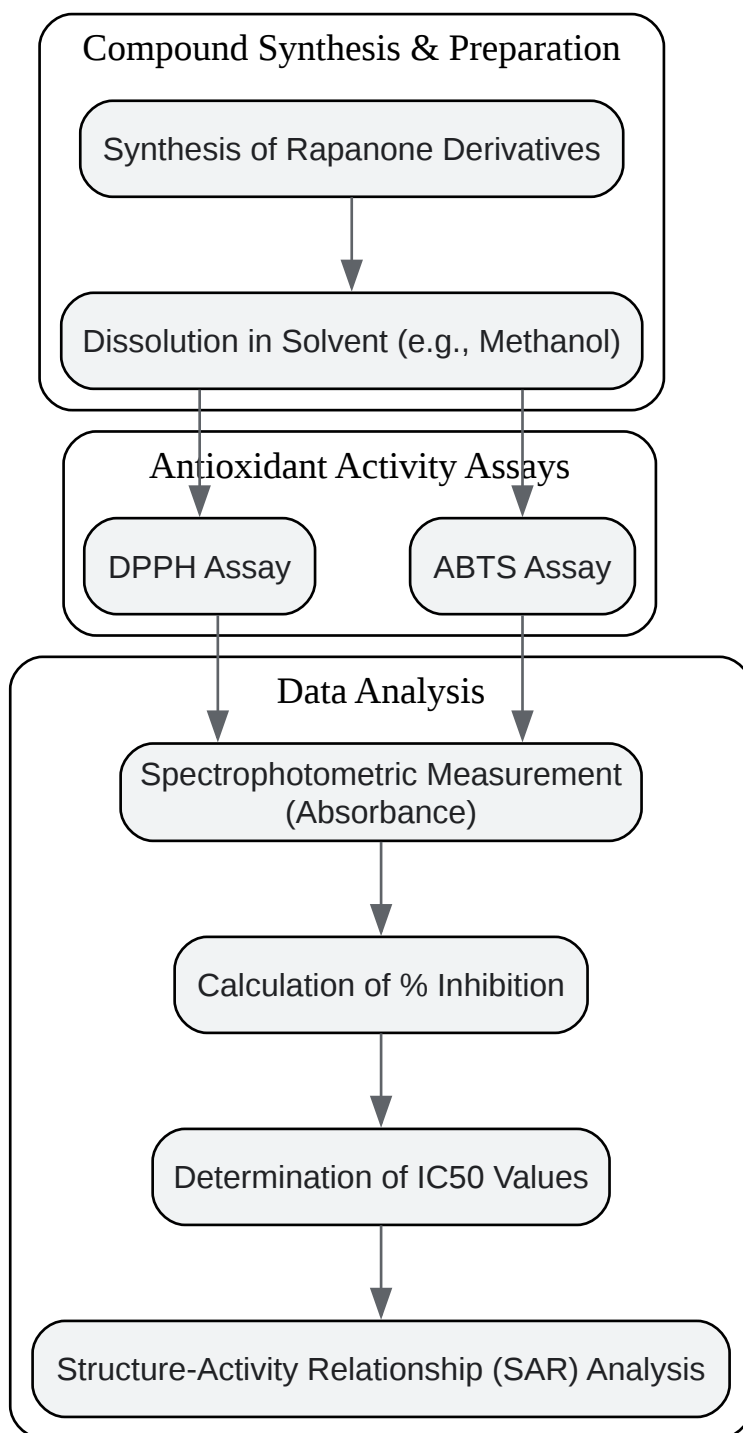 Compound Synthesis & Preparation
Synthesis of Rapanone Derivatives
Dissolution in Solvent (e.g., Methanol)
Antioxidant Activity Assays
DPPH Assay
ABTS Assay
Data Analysis
Spectrophotometric Measurement
(Absorbance)
Calculation of % Inhibition
Determination of IC50 Values
Structure-Activity Relationship (SAR) Analysis